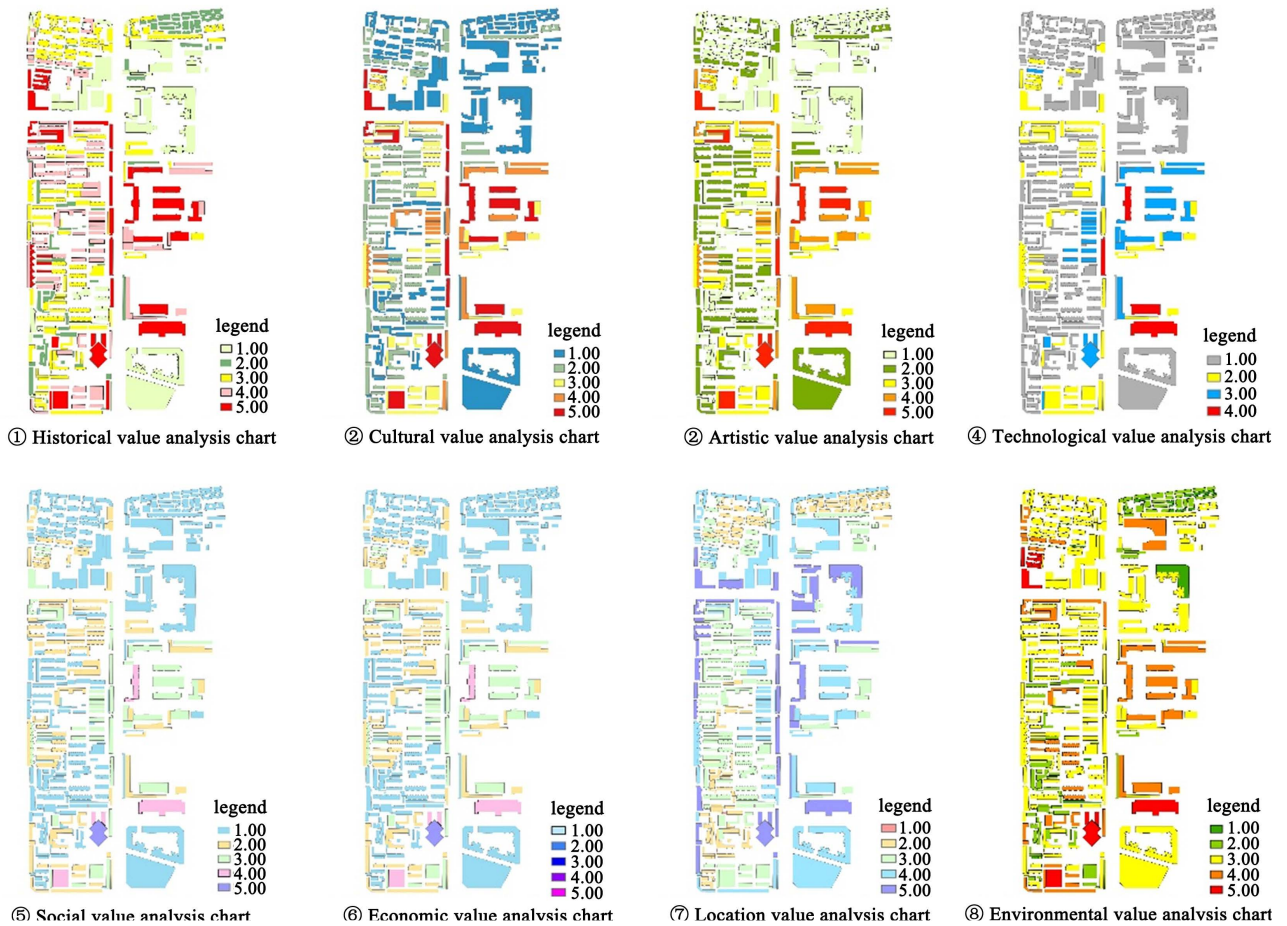 legend
1.00
2.00
3.00
4.00
5.00
① Historical value analysis chart
legend
1.00
2.00
3.00
4.00
5.00
② Cultural value analysis chart
legend
1.00
2.00
3.00
4.00
5.00
② Artistic value analysis chart
legend
1.00
2.00
3.00
4.00
④ Technological value analysis chart
legend
1.00
2.00
3.00
4.00
5.00
⑤ Social value analysis chart
legend
1.00
2.00
3.00
4.00
5.00
⑥ Economic value analysis chart
legend
1.00
2.00
3.00
4.00
5.00
⑦ Location value analysis chart
legend
1.00
2.00
3.00
4.00
5.00
⑧ Environmental value analysis chart